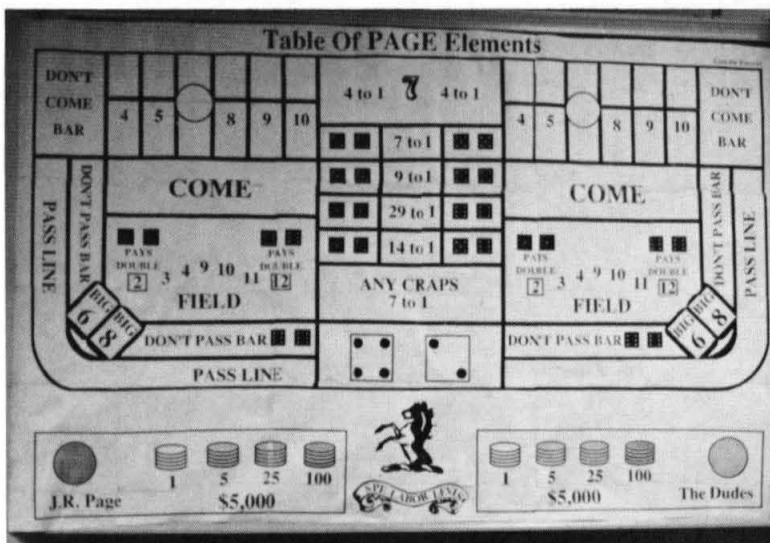 Table Of PAGE Elements
DON'T
COME
BAR
4 5 8 9 10
4 to 1 7 4 to 1
7 to 1
9 to 1
29 to 1
14 to 1
4 5 8 9 10
DON'T
COME
BAR
PASS LINE
DON'T PASS BAR
COME
PAYS
DOUBLE
2
3 4 9 10 11
PAYS
DOUBLE
12
FIELD
BIG
6
BIG
8
DON'T PASS BAR
PASS LINE
ANY CRAPS
7 to 1
COME
PAYS
DOUBLE
2
3 4 9 10 11
PAYS
DOUBLE
12
FIELD
DON'T PASS BAR
BIG
6
BIG
8
DON'T PASS BAR
PASS LINE
J.R. Page
1 5 25 100
$5,000
SPE LABOR LEVIS
1 5 25 100
$5,000
The Dudes